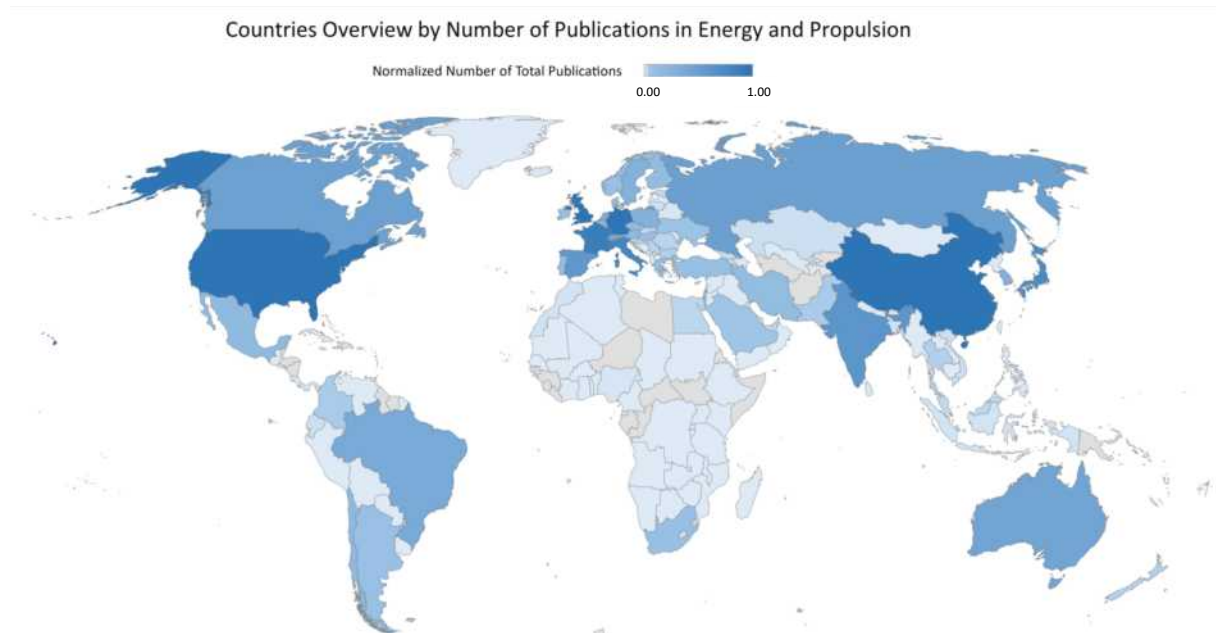 Countries Overview by Number of Publications in Energy and Propulsion
Normalized Number of Total Publications
0.00 1.00